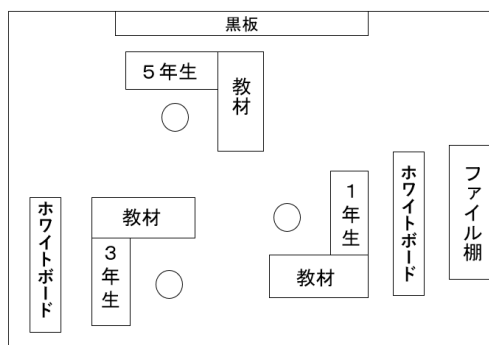 黒板
５年生
教材
ホワイトボード
教材
３年生
１年生
教材
ホワイトボード
ファイル棚